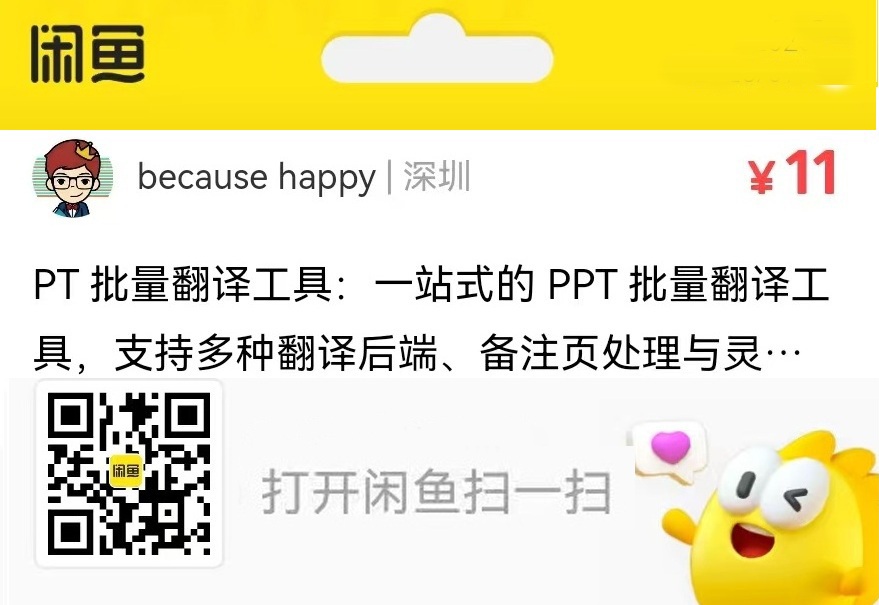 闲鱼
because happy | 深圳
¥11
PT 批量翻译工具：一站式的 PPT 批量翻译工
具，支持多种翻译后端、备注页处理与灵…
闲鱼
打开闲鱼扫一扫